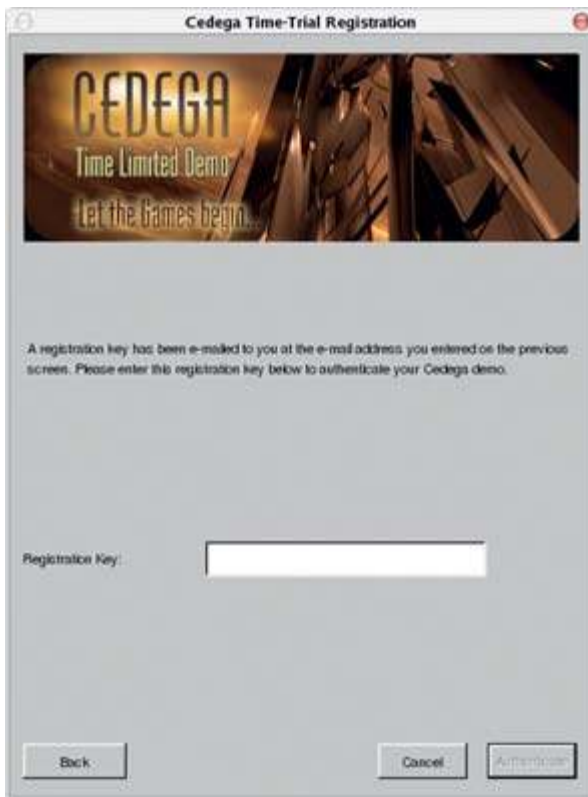 Cedega Time-Trial Registration
CEDEGA
Time Limited Demo
Let the Games begin...
A registration key has been e-mailed to you at the e-mail address you entered on the previous
screen. Please enter this registration key below to authenticate your Cedega demo.
Registration Key:
Back
Cancel
Authenticate